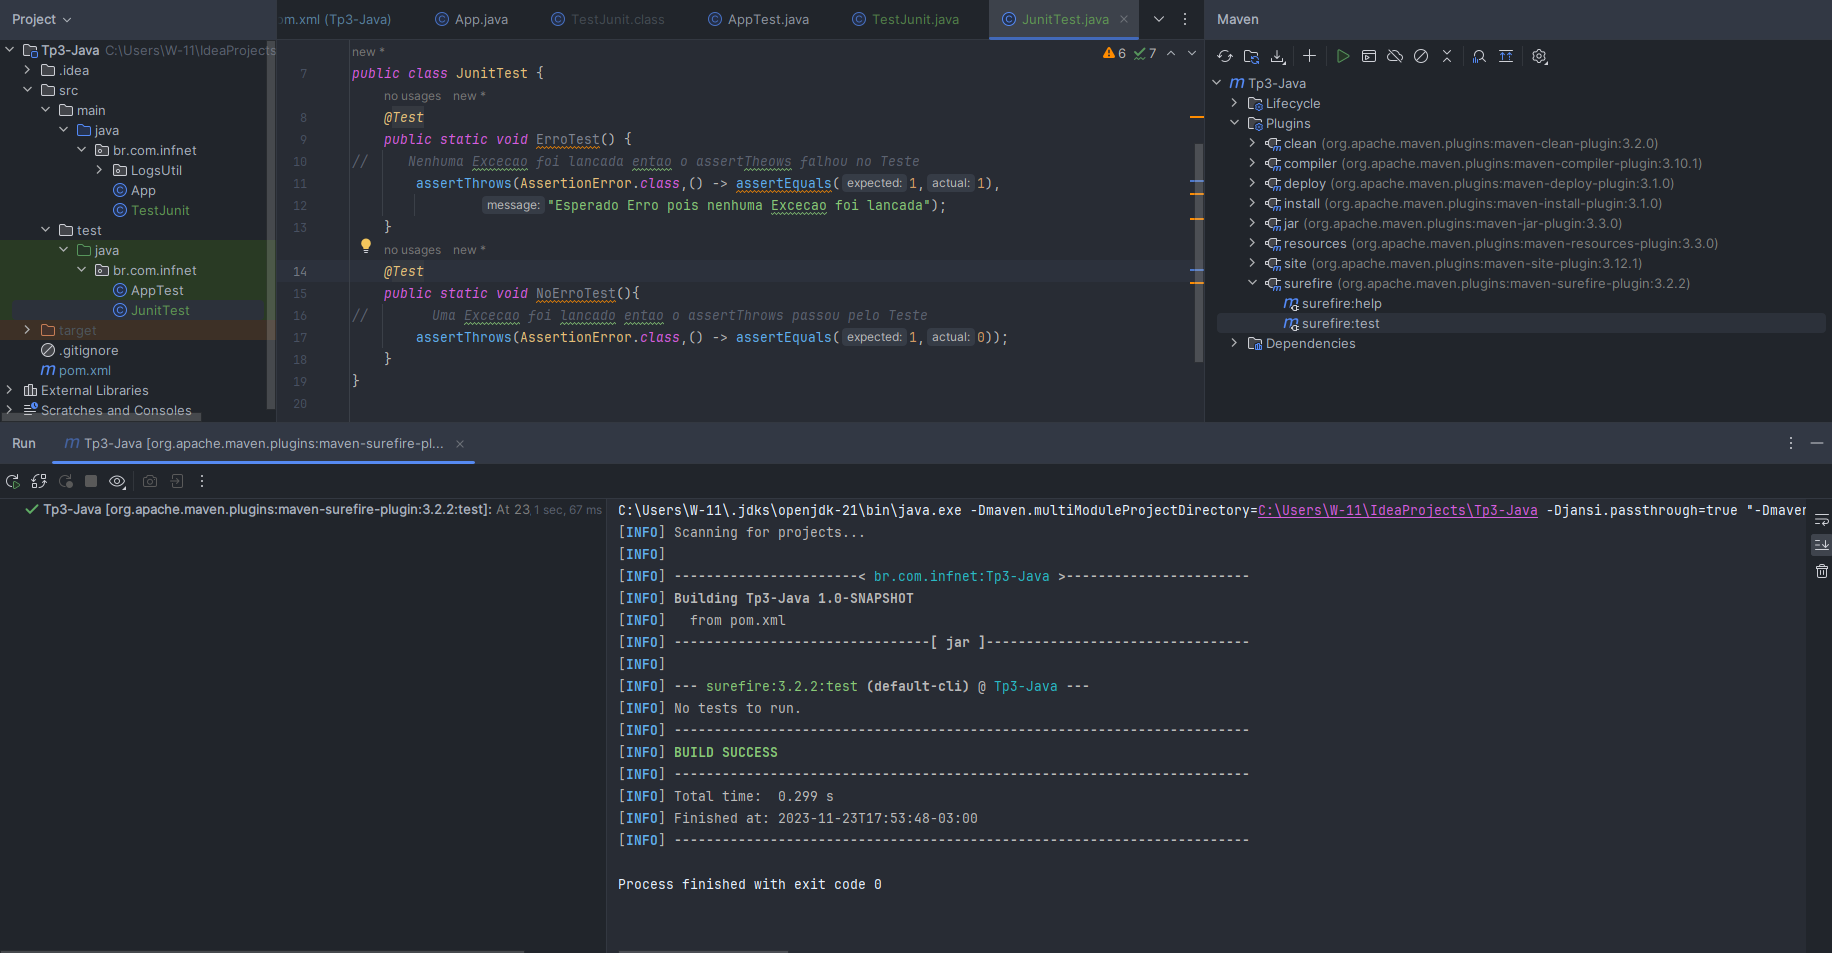 Project
om.xml (Tp3-Java)
App.java
TestJunit.class
AppTest.java
TestJunit.java
JunitTest.java
Maven
Tp3-Java C:\Users\W-11\IdeaProjects
.idea
src
main
java
br.com.infnet
LogsUtil
App
TestJunit
test
java
br.com.infnet
AppTest
JunitTest
target
.gitignore
pom.xml
External Libraries
Scratches and Consoles
new *
6 7
7 public class JunitTest {
no usages new *
8 @Test
9 public static void ErroTest() {
10 // Nenhuma Excecao foi lancada entao o assertTheows falhou no Teste
11 assertThrows(AssertionError.class,() -> assertEquals( expected: 1, actual: 1),
12 message: "Esperado Erro pois nenhuma Excecao foi lancada");
13 }
no usages new *
14 @Test
15 public static void NoErroTest(){
16 // Uma Excecao foi lancado entao o assertThrows passou pelo Teste
17 assertThrows(AssertionError.class,() -> assertEquals( expected: 1, actual: 0));
18 }
19 }
20
Tp3-Java
Lifecycle
Plugins
clean (org.apache.maven.plugins:maven-clean-plugin:3.2.0)
compiler (org.apache.maven.plugins:maven-compiler-plugin:3.10.1)
deploy (org.apache.maven.plugins:maven-deploy-plugin:3.1.0)
install (org.apache.maven.plugins:maven-install-plugin:3.1.0)
jar (org.apache.maven.plugins:maven-jar-plugin:3.3.0)
resources (org.apache.maven.plugins:maven-resources-plugin:3.3.0)
site (org.apache.maven.plugins:maven-site-plugin:3.12.1)
surefire (org.apache.maven.plugins:maven-surefire-plugin:3.2.2)
surefire:help
surefire:test
Dependencies
Run
Tp3-Java [org.apache.maven.plugins:maven-surefire-pl...
Tp3-Java [org.apache.maven.plugins:maven-surefire-plugin:3.2.2:test]: At 23 1 sec, 67 ms
C:\Users\W-11\.jdks\openjdk-21\bin\java.exe -Dmaven.multiModuleProjectDirectory=C:\Users\W-11\IdeaProjects\Tp3-Java -Djansi.passthrough=true "-Dmaven
[INFO] Scanning for projects...
[INFO]
[INFO] -----------------------< br.com.infnet:Tp3-Java >-----------------------
[INFO] Building Tp3-Java 1.0-SNAPSHOT
[INFO]   from pom.xml
[INFO] --------------------------------[ jar ]---------------------------------
[INFO]
[INFO] --- surefire:3.2.2:test (default-cli) @ Tp3-Java ---
[INFO] No tests to run.
[INFO] ------------------------------------------------------------------------
[INFO] BUILD SUCCESS
[INFO] ------------------------------------------------------------------------
[INFO] Total time:  0.299 s
[INFO] Finished at: 2023-11-23T17:53:48-03:00
[INFO] ------------------------------------------------------------------------
Process finished with exit code 0